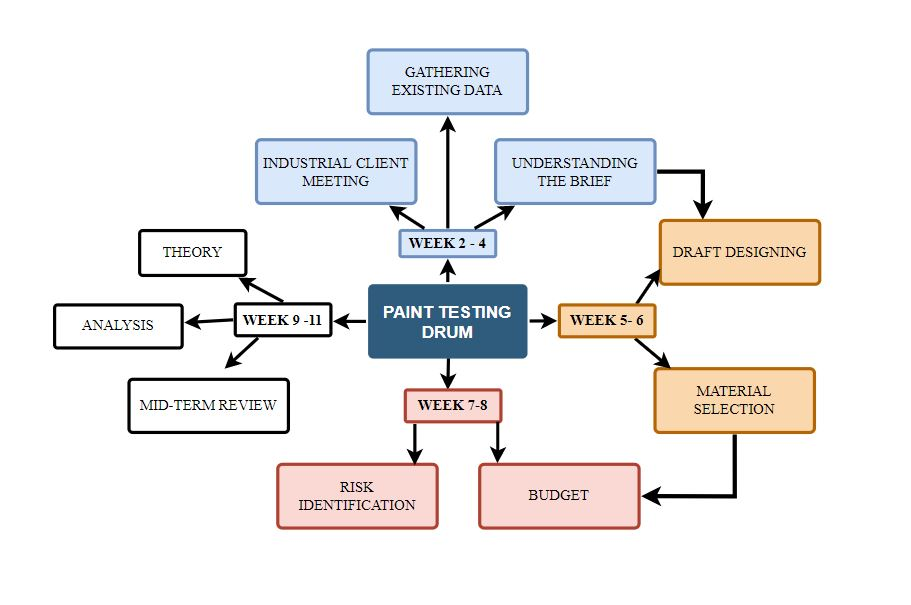 GATHERING
EXISTING DATA
INDUSTRIAL CLIENT
MEETING
UNDERSTANDING
THE BRIEF
WEEK 2 - 4
THEORY
DRAFT DESIGNING
ANALYSIS
WEEK 9 -11
PAINT TESTING
DRUM
WEEK 5- 6
MID-TERM REVIEW
WEEK 7-8
MATERIAL
SELECTION
RISK
IDENTIFICATION
BUDGET